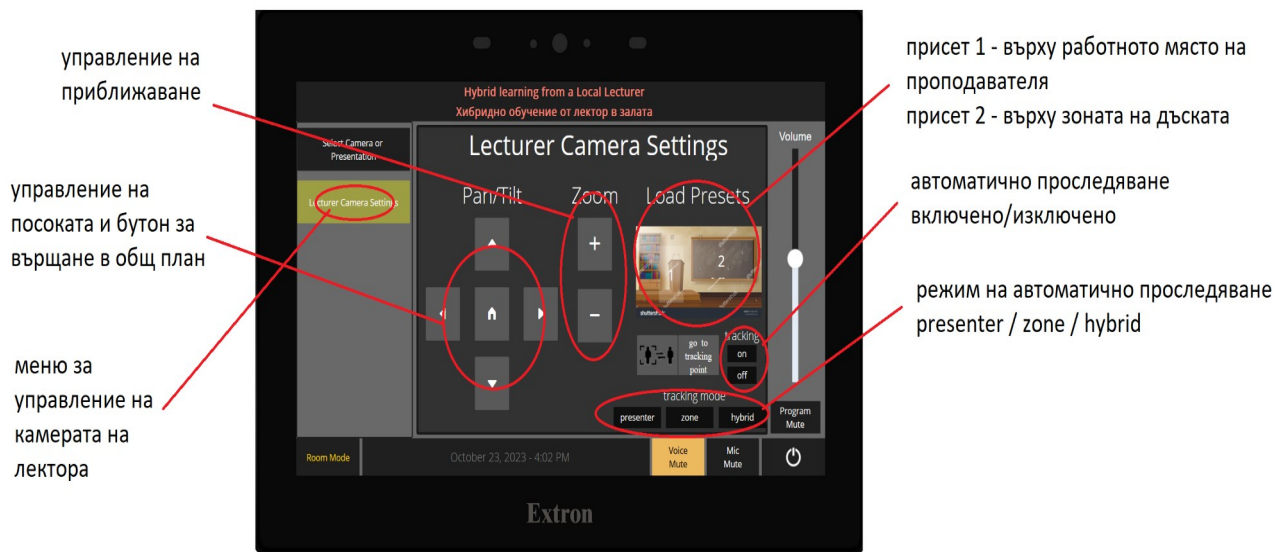 управление на
приближаване
управление на
посоката и бутон за
връщане в общ план
меню за
управление на
камерата на
лектора
Hybrid learning from a Local Lecturer
Хибридно обучение от лектор в залата
Select Camera or
Presentation
Lecturer Camera Settings
Lecturer Camera Settings
Pan/Tilt
Zoom
Load Presets
+
−
1
2
shutterstock
go to
tracking
point
tracking
on
off
tracking mode
presenter
zone
hybrid
Volume
Program
Mute
Room Mode
October 23, 2023 - 4:02 PM
Voice
Mute
Mic
Mute
Extron
присет 1 - върху работното място на
проподавателя
присет 2 - върху зоната на дъската
автоматично проследяване
включено/изключено
режим на автоматично проследяване
presenter / zone / hybrid